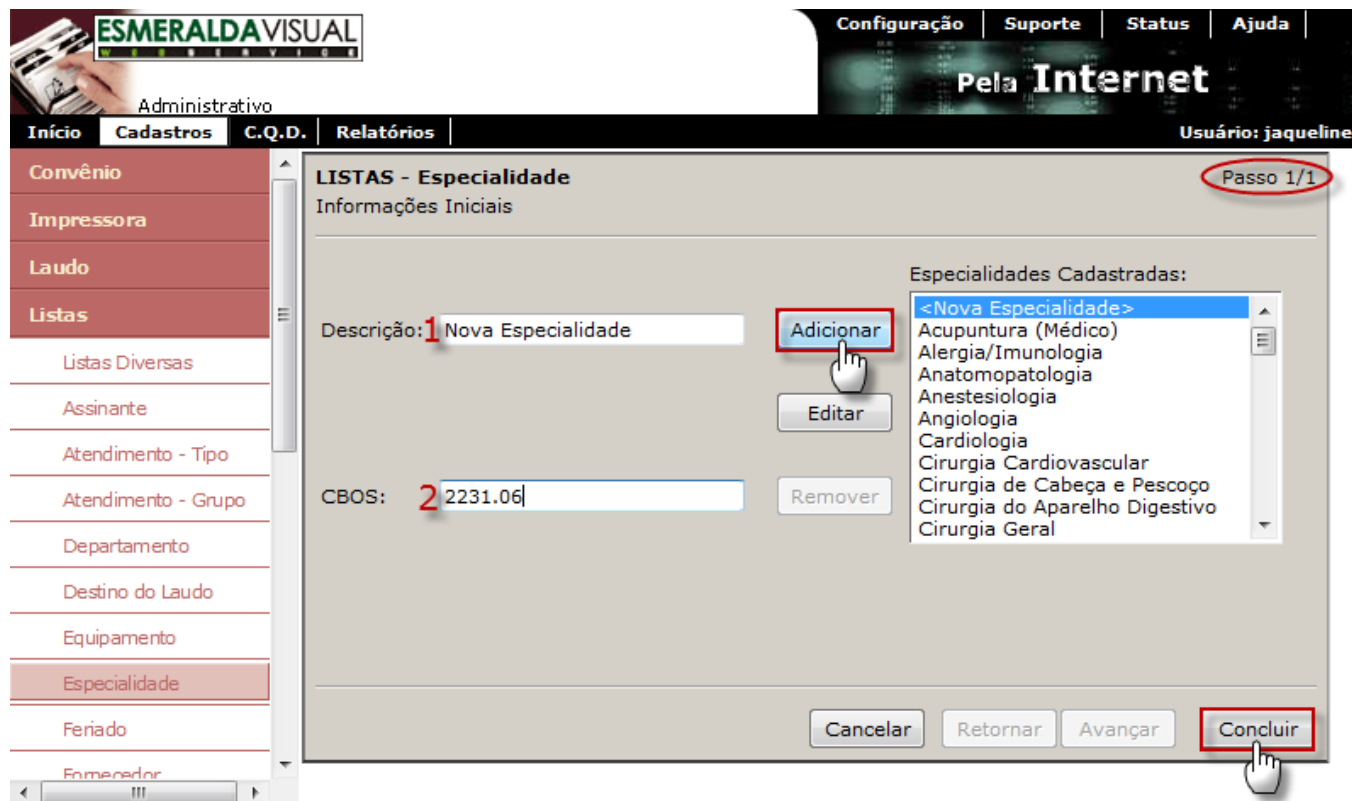 ESMERALDAVISUAL
WEBSERVICE
Administrativo
Configuração Suporte Status Ajuda
Pela Internet
Início Cadastros C.Q.D. Relatórios Usuário: jaqueline
Convênio
Impressora
Laudo
Listas
Listas Diversas
Assinante
Atendimento - Tipo
Atendimento - Grupo
Departamento
Destino do Laudo
Equipamento
Especialidade
Feriado
Fornecedor
LISTAS - Especialidade Passo 1/1
Informações Iniciais
Descrição: 1 Nova Especialidade Adicionar
Editar
CBOS: 2 2231.06 Remover
Especialidades Cadastradas:
<Nova Especialidade>
Acupuntura (Médico)
Alergia/Imunologia
Anatomopatologia
Anestesiologia
Angiologia
Cardiologia
Cirurgia Cardiovascular
Cirurgia de Cabeça e Pescoço
Cirurgia do Aparelho Digestivo
Cirurgia Geral
Cancelar Retornar Avançar Concluir